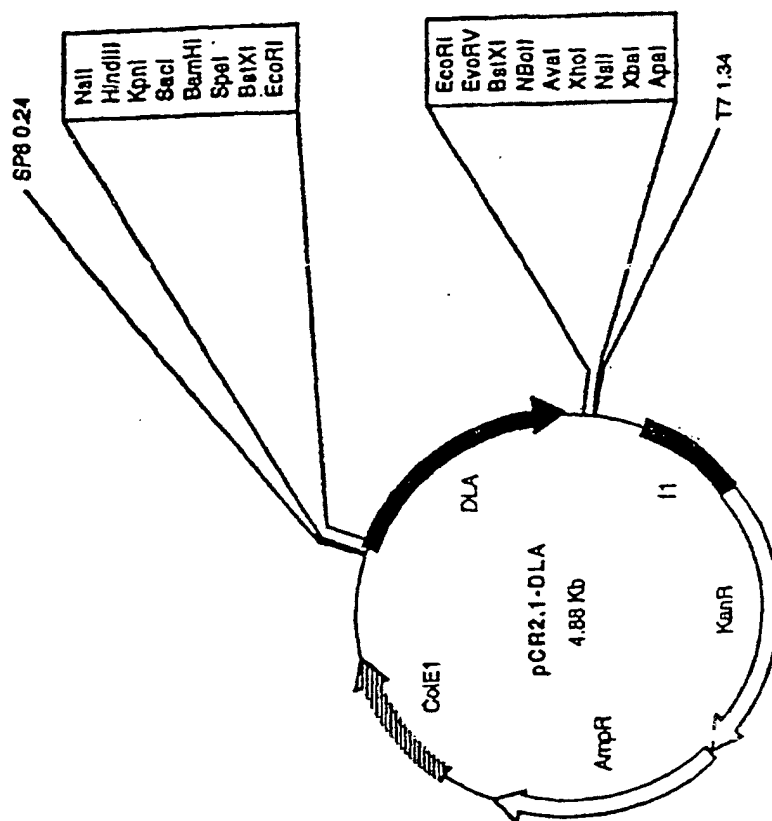 SP6 0.24
NsiI
HindIII
KpnI
SacI
BamHI
SpeI
BstXI
EcoRI
EcoRI
EvoRV
BstXI
NBotI
AvaI
XhoI
NsiI
XbaI
ApaI
T7 1.34
DLA
f1
pCR2.1-DLA
4.88 Kb
KanR
ColE1
AmpR